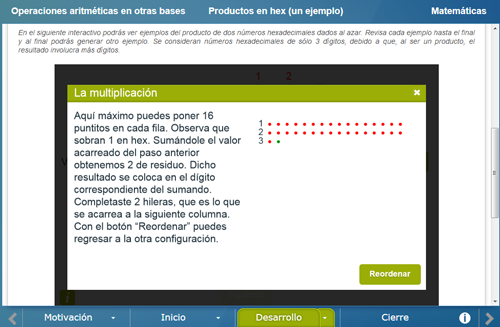 Operaciones aritméticas en otras bases Productos en hex (un ejemplo) Matemáticas
En el siguiente interactivo podrás ver ejemplos del producto de dos números hexadecimales dados al azar. Revisa cada ejemplo hasta el final
y al final podrás generar otro ejemplo. Se consideran números hexadecimales de sólo 3 dígitos, debido a que, al ser un producto, el
resultado involucra más dígitos.
1 2
La multiplicación
Aquí máximo puedes poner 16
puntitos en cada fila. Observa que
sobran 1 en hex. Sumándole el valor
acarreado del paso anterior
obtenemos 2 de residuo. Dicho
resultado se coloca en el dígito
correspondiente del sumando.
Completaste 2 hileras, que es lo que
se acarrea a la siguiente columna.
Con el botón “Reordenar” puedes
regresar a la otra configuración.
1
2
3
Reordenar
Motivación Inicio Desarrollo Cierre